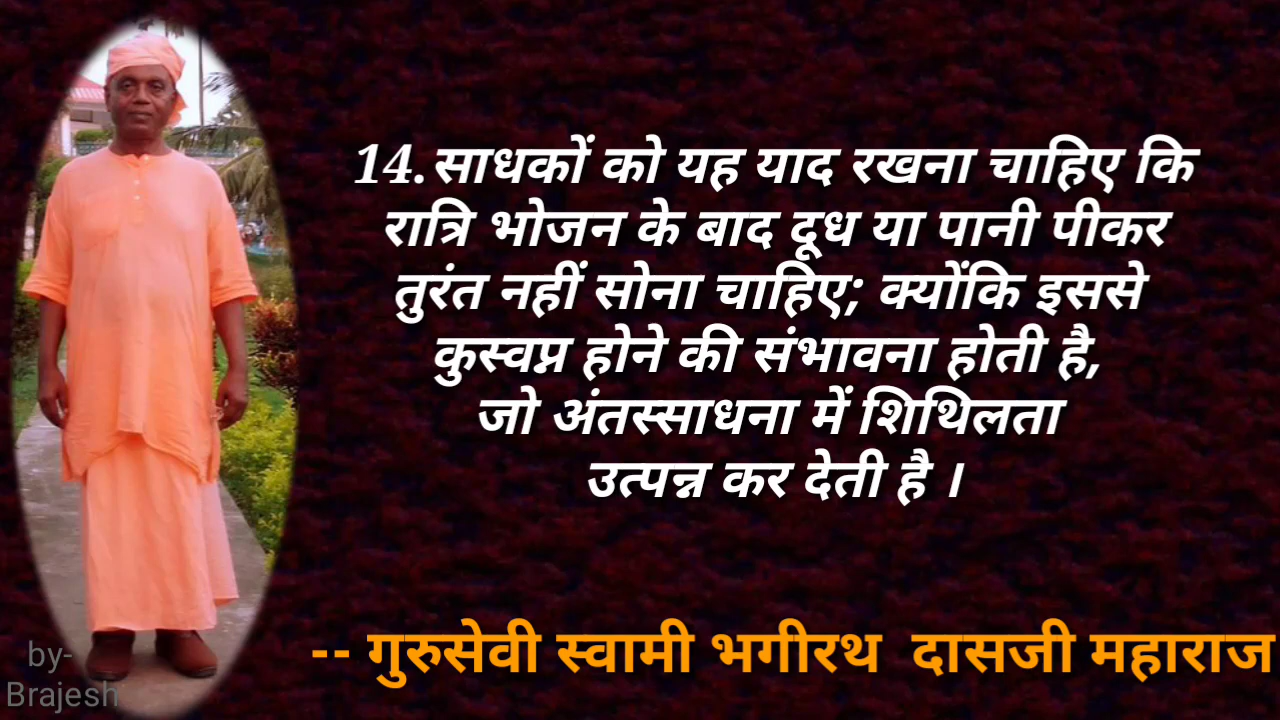 14.साधकों को यह याद रखना चाहिए कि
रात्रि भोजन के बाद दूध या पानी पीकर
तुरंत नहीं सोना चाहिए; क्योंकि इससे
कुस्वप्न होने की संभावना होती है,
जो अंतस्साधना में शिथिलता
उत्पन्न कर देती है ।
-- गुरुसेवी स्वामी भगीरथ दासजी महाराज
by-
Brajesh